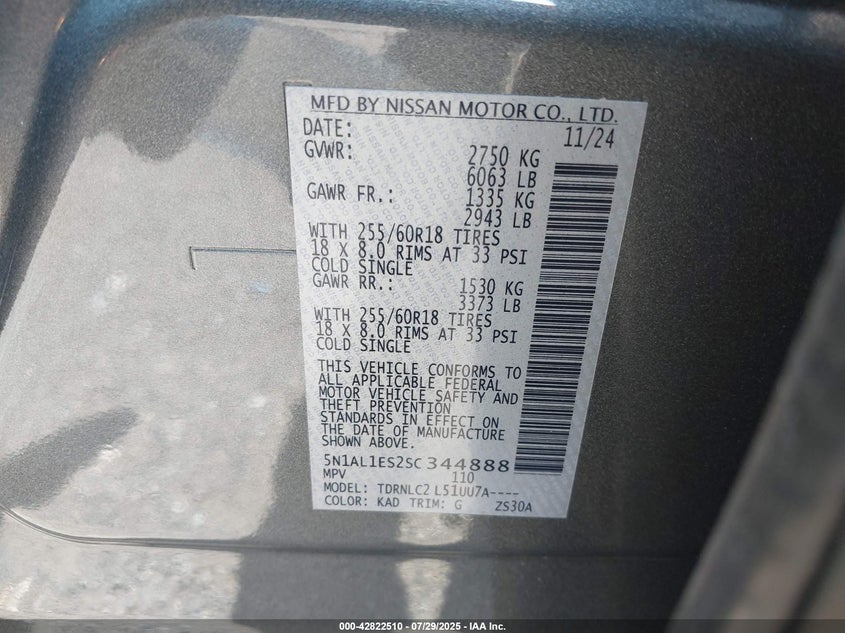 MFD BY NISSAN MOTOR CO., LTD.
DATE: 11/24
GVWR: 2750 KG
6063 LB
GAWR FR.: 1335 KG
2943 LB
WITH 255/60R18 TIRES
18 X 8.0 RIMS AT 33 PSI
COLD SINGLE
GAWR RR.: 1530 KG
3373 LB
WITH 255/60R18 TIRES
18 X 8.0 RIMS AT 33 PSI
COLD SINGLE
THIS VEHICLE CONFORMS TO
ALL APPLICABLE FEDERAL
MOTOR VEHICLE SAFETY AND
THEFT PREVENTION
STANDARDS IN EFFECT ON
THE DATE OF MANUFACTURE
SHOWN ABOVE.
5N1AL1ES2SC344888
MPV 110
MODEL: TDRNLC2 L51UU7A----
COLOR: KAD TRIM: G ZS30A
000-42822510 - 07/29/2025 - IAA Inc.